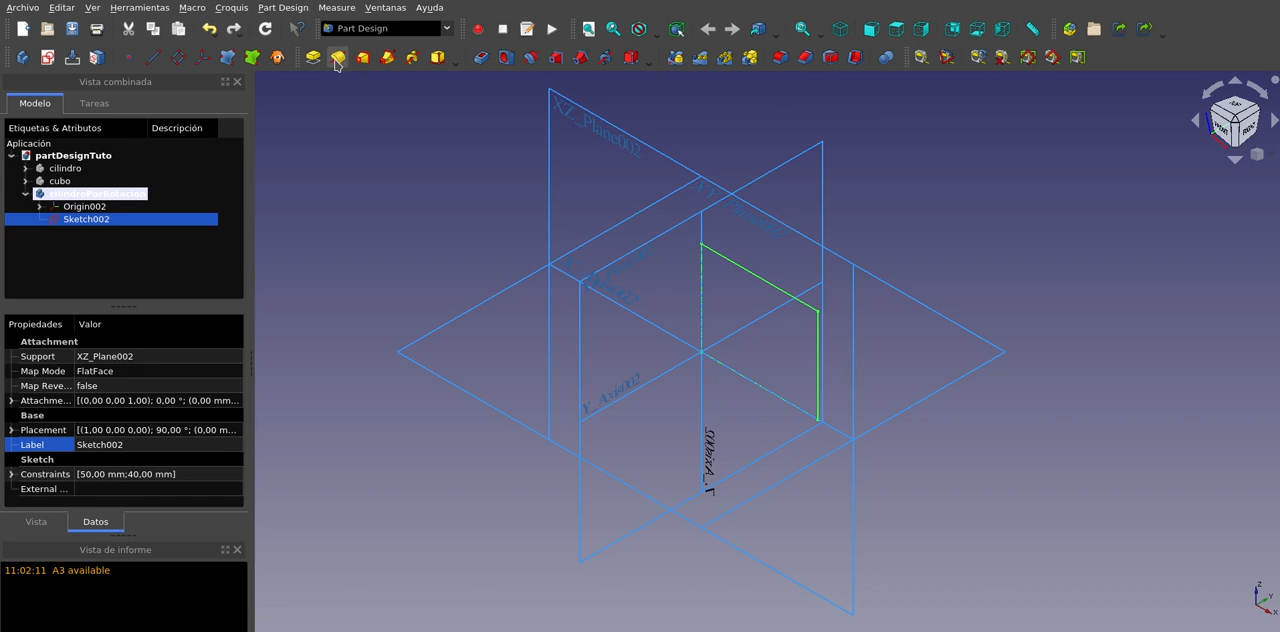 Archivo Editar Ver Herramientas Macro Croquis Part Design Measure Ventanas Ayuda
Part Design
Vista combinada
Modelo Tareas
Etiquetas & Atributos Descripción
Aplicación
partDesignTuto
cilindro
cubo
cilindroPorRotacion
Origin002
Sketch002
Propiedades Valor
Attachment
Support XZ_Plane002
Map Mode FlatFace
Map Reve... false
Attachme... [(0,00 0,00 1,00); 0,00 °; (0,00 mm...
Base
Placement [(1,00 0,00 0,00); 90,00 °; (0,00 m...
Label Sketch002
Sketch
Constraints [50,00 mm;40,00 mm]
External ...
Vista Datos
Vista de informe
11:02:11 A3 available
XZ_Plane002
Y_Axis002
Z
Y
X